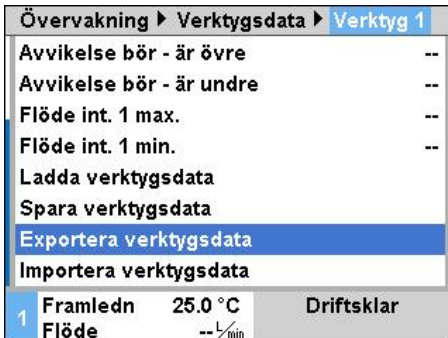 Övervakning ▶ Verktygsdata ▶ Verktyg 1
Avvikelse bör - är övre --
Avvikelse bör - är undre --
Flöde int. 1 max. --
Flöde int. 1 min. --
Ladda verktygsdata
Spara verktygsdata
Exportera verktygsdata
Importera verktygsdata
1 Framledn 25.0 °C Driftsklar
Flöde -- L/min